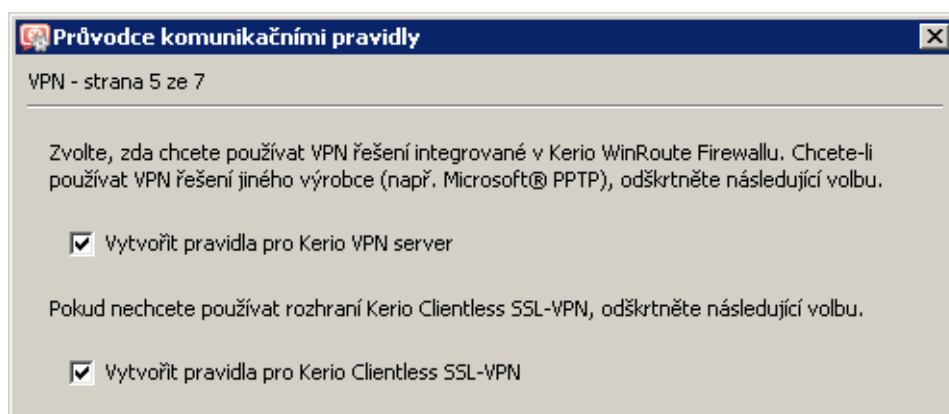 Průvodce komunikačními pravidly
VPN - strana 5 ze 7
Zvolte, zda chcete používat VPN řešení integrované v Kerio WinRoute Firewallu. Chcete-li
používat VPN řešení jiného výrobce (např. Microsoft® PPTP), odškrtněte následující volbu.
Vytvořit pravidla pro Kerio VPN server
Pokud nechcete používat rozhraní Kerio Clientless SSL-VPN, odškrtněte následující volbu.
Vytvořit pravidla pro Kerio Clientless SSL-VPN